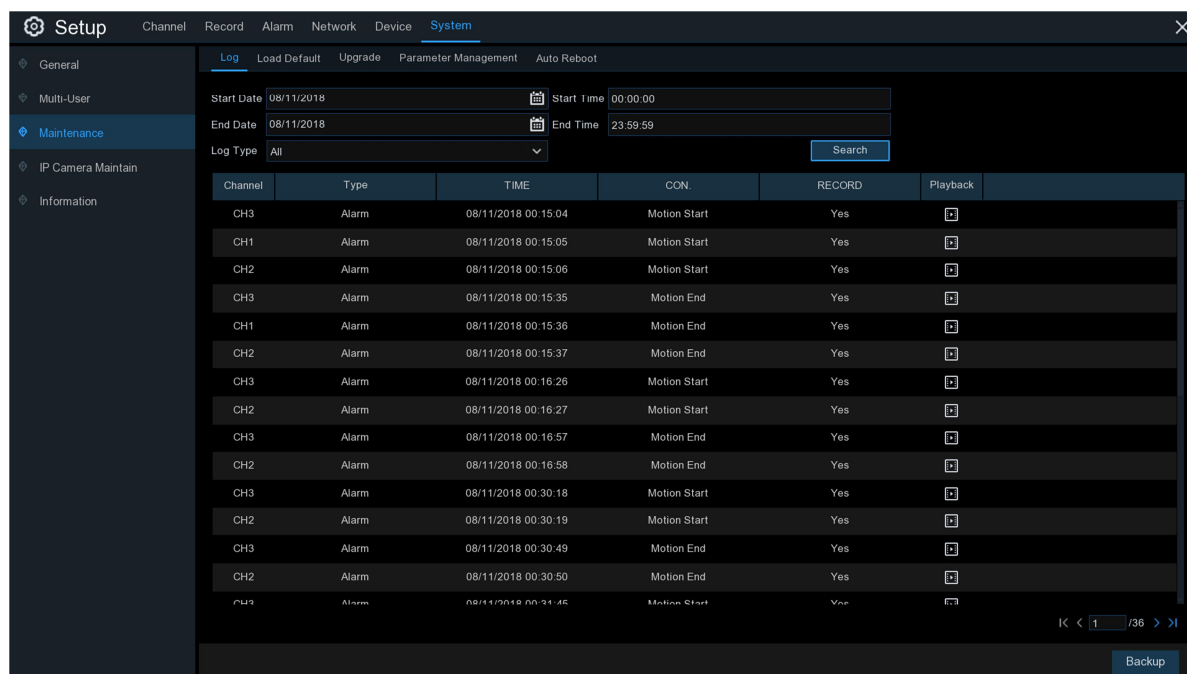 Setup Channel Record Alarm Network Device System
General
Multi-User
Maintenance
IP Camera Maintain
Information
Log Load Default Upgrade Parameter Management Auto Reboot
Start Date 08/11/2018 Start Time 00:00:00
End Date 08/11/2018 End Time 23:59:59
Log Type All Search
Channel Type TIME CON. RECORD Playback
CH3 Alarm 08/11/2018 00:15:04 Motion Start Yes
CH1 Alarm 08/11/2018 00:15:05 Motion Start Yes
CH2 Alarm 08/11/2018 00:15:06 Motion Start Yes
CH3 Alarm 08/11/2018 00:15:35 Motion End Yes
CH1 Alarm 08/11/2018 00:15:36 Motion End Yes
CH2 Alarm 08/11/2018 00:15:37 Motion End Yes
CH3 Alarm 08/11/2018 00:16:26 Motion Start Yes
CH2 Alarm 08/11/2018 00:16:27 Motion Start Yes
CH3 Alarm 08/11/2018 00:16:57 Motion End Yes
CH2 Alarm 08/11/2018 00:16:58 Motion End Yes
CH3 Alarm 08/11/2018 00:30:18 Motion Start Yes
CH2 Alarm 08/11/2018 00:30:19 Motion Start Yes
CH3 Alarm 08/11/2018 00:30:49 Motion End Yes
CH2 Alarm 08/11/2018 00:30:50 Motion End Yes
CH3 Alarm 08/11/2018 00:31:45 Motion Start Yes
1 /36
Backup